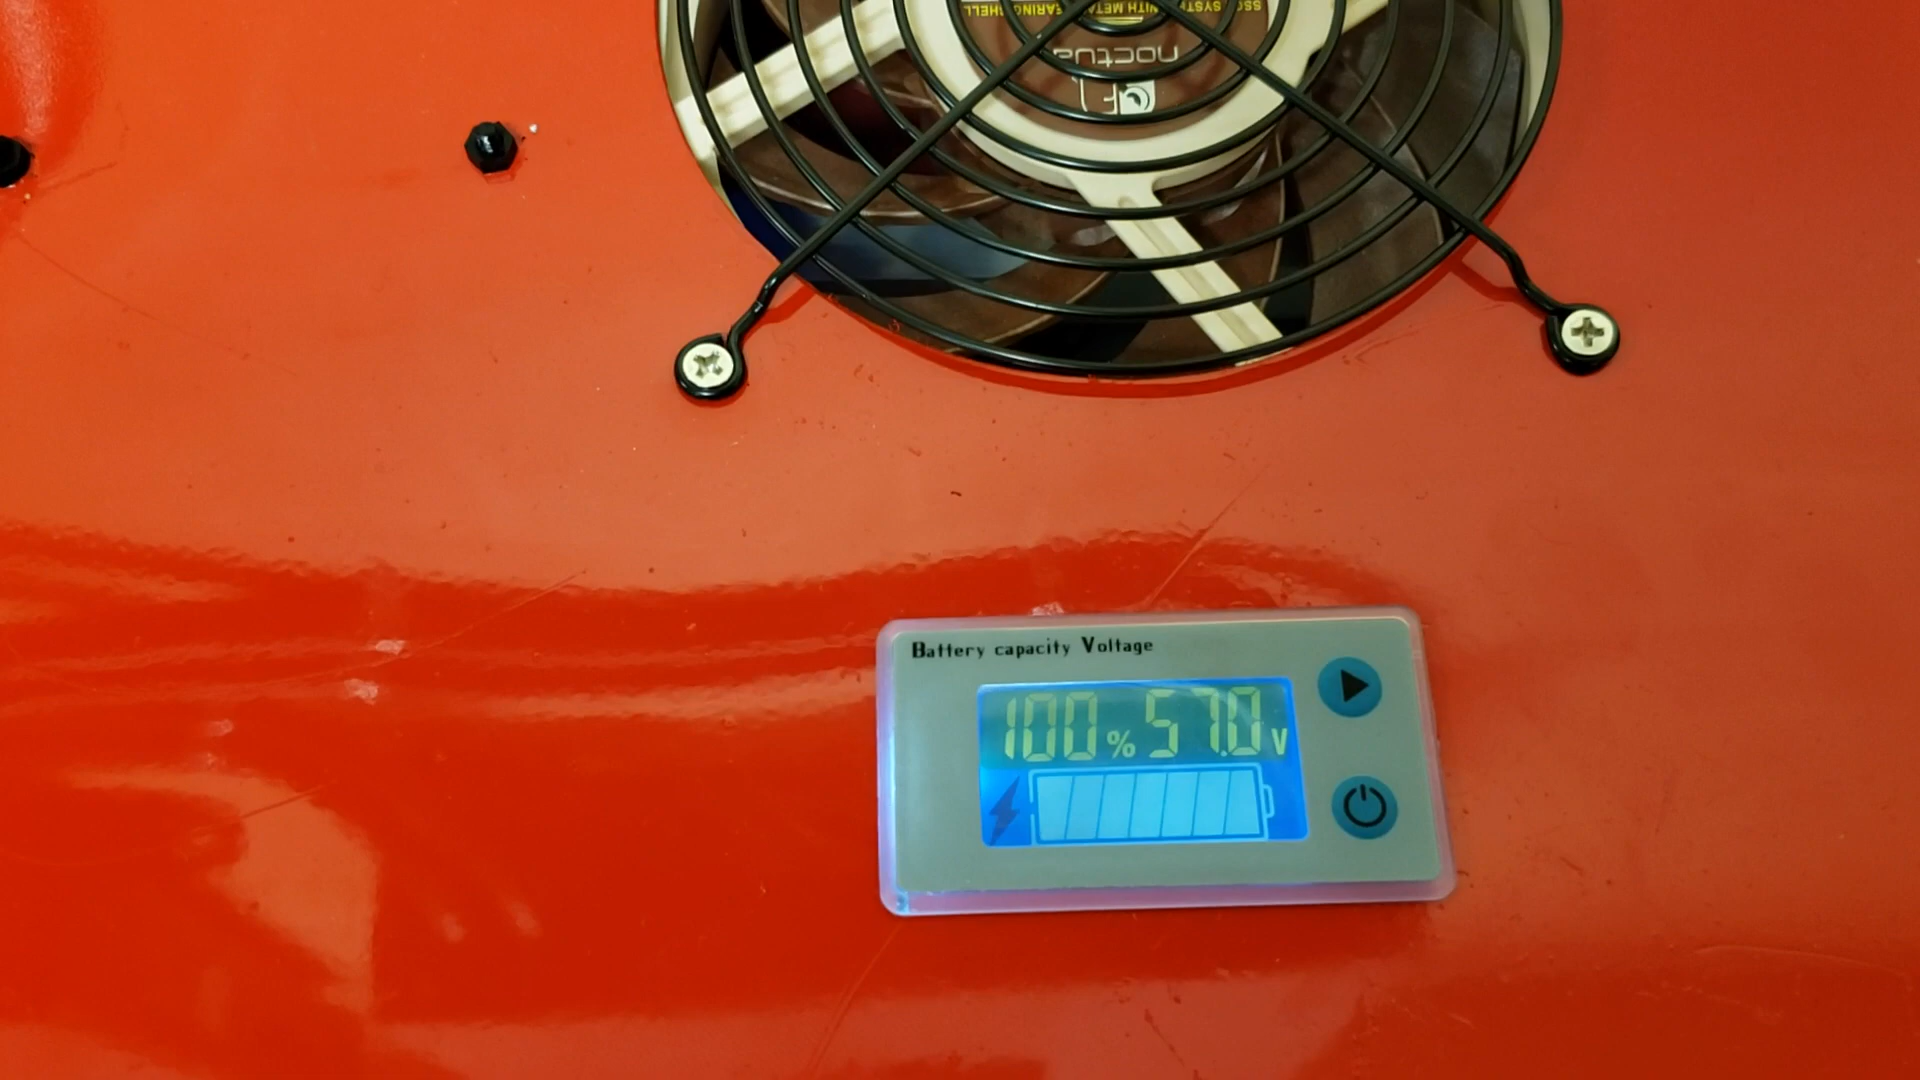 SSO SYSTEM WITH METAL BEARING SHELL
noctua
Battery capacity Voltage
100% 57.0V